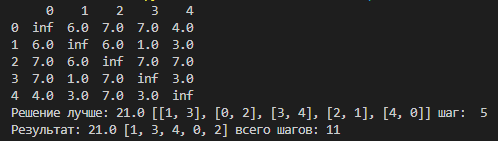 0 1 2 3 4
0 inf 6.0 7.0 7.0 4.0
1 6.0 inf 6.0 1.0 3.0
2 7.0 6.0 inf 7.0 7.0
3 7.0 1.0 7.0 inf 3.0
4 4.0 3.0 7.0 3.0 inf
Решение лучше: 21.0 [[1, 3], [0, 2], [3, 4], [2, 1], [4, 0]] шаг: 5
Результат: 21.0 [1, 3, 4, 0, 2] всего шагов: 11